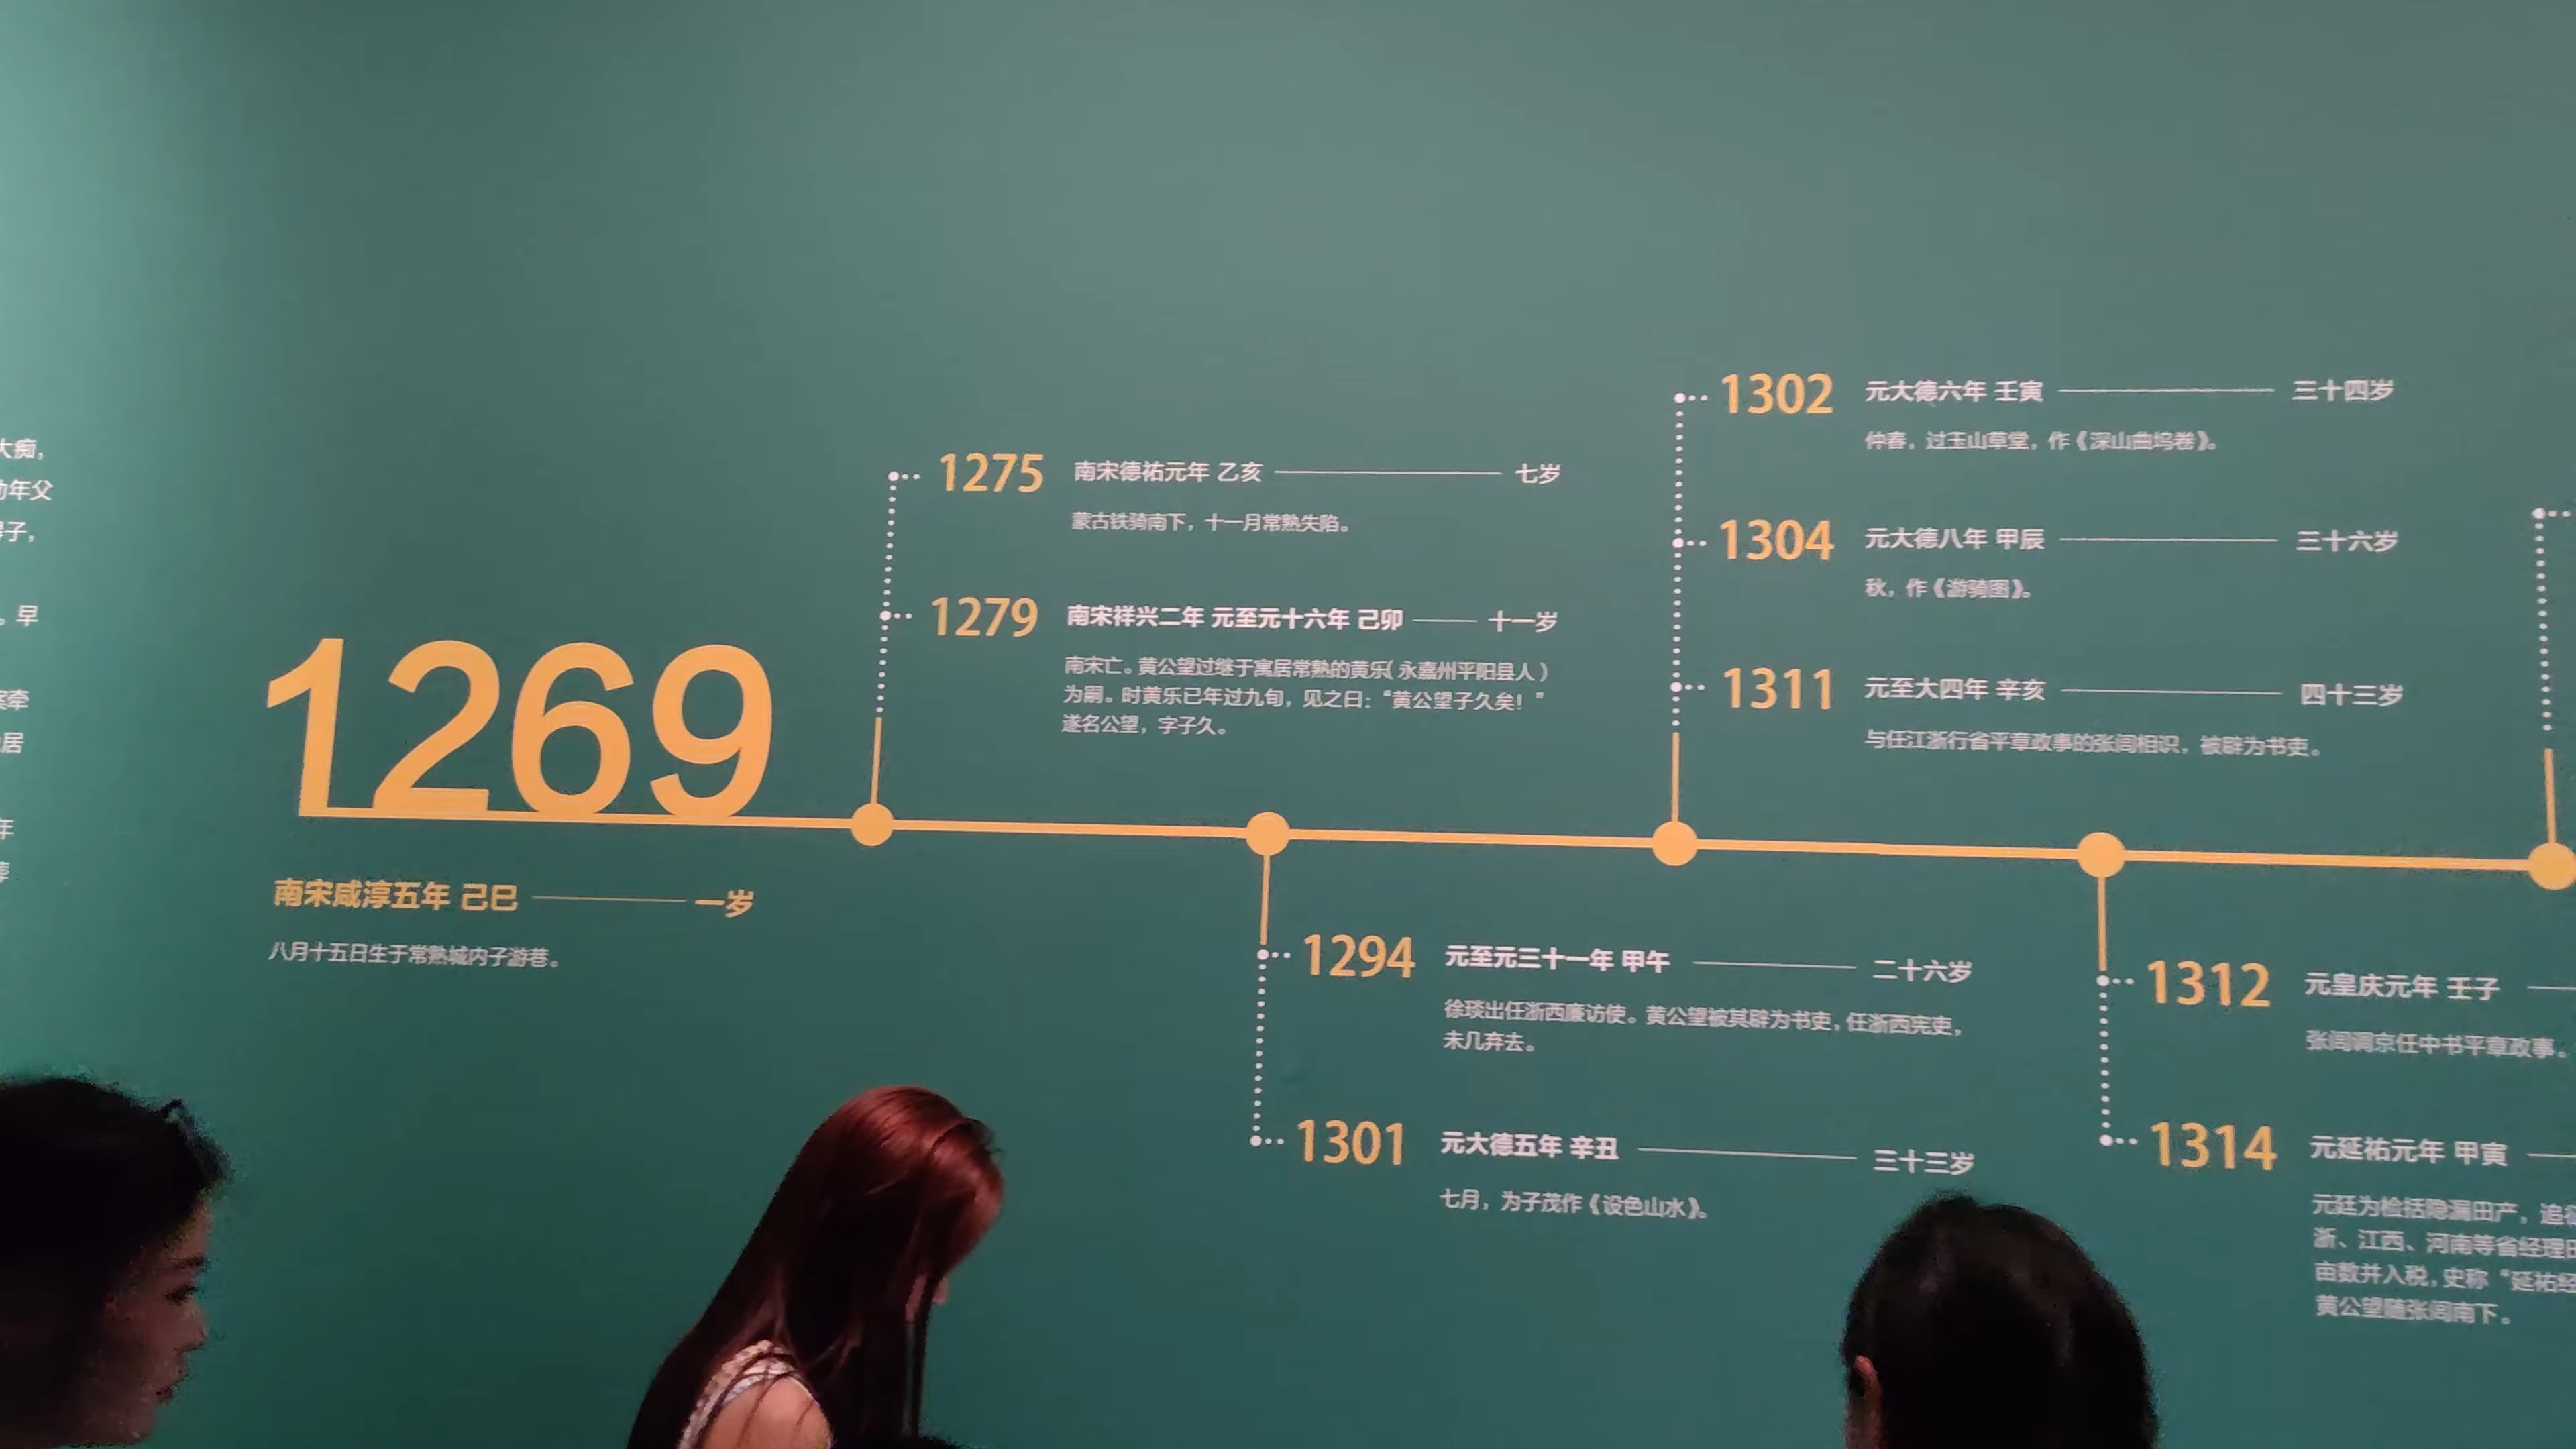 大痴，
幼年父
子，
。早
牵
居
年
1269
南宋咸淳五年 己巳 一岁
八月十五日生于常熟城内子游巷。
1275 南宋德祐元年 乙亥 七岁
蒙古铁骑南下，十一月常熟失陷。
1279 南宋祥兴二年 元至元十六年 己卯 十一岁
南宋亡。黄公望过继于寓居常熟的黄乐(永嘉州平阳县人)
为嗣。时黄乐已年过九旬，见之曰：“黄公望子久矣！”
遂名公望，字子久。
1294 元至元三十一年 甲午 二十六岁
徐琰出任浙西廉访使。黄公望被其辟为书吏，任浙西宪吏，
未几弃去。
1301 元大德五年 辛丑 三十三岁
七月，为子茂作《设色山水》。
1302 元大德六年 壬寅 三十四岁
仲春，过玉山草堂，作《深山曲坞卷》。
1304 元大德八年 甲辰 三十六岁
秋，作《游骑图》。
1311 元至大四年 辛亥 四十三岁
与任江浙行省平章政事的张闾相识，被辟为书吏。
1312 元皇庆元年 壬子
张闾调京任中书平章政事。
1314 元延祐元年 甲寅
元廷为检括隐漏田产，追
浙、江西、河南等省经理
亩数并入税，史称“延祐经
黄公望随张闾南下。